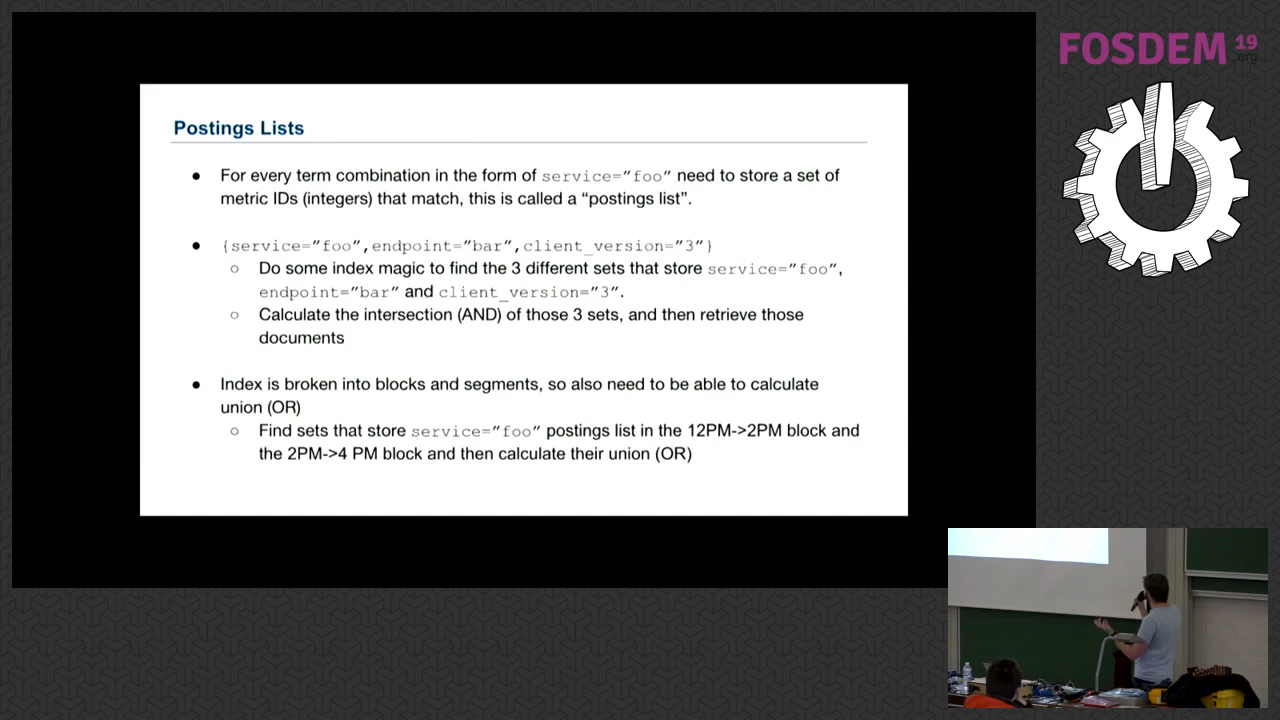 FOSDEM 19
.org
Postings Lists
● For every term combination in the form of service="foo" need to store a set of
metric IDs (integers) that match, this is called a “postings list”.
● {service="foo",endpoint="bar",client_version="3"}
○ Do some index magic to find the 3 different sets that store service="foo",
endpoint="bar" and client_version="3".
○ Calculate the intersection (AND) of those 3 sets, and then retrieve those
documents
● Index is broken into blocks and segments, so also need to be able to calculate
union (OR)
○ Find sets that store service="foo" postings list in the 12PM->2PM block and
the 2PM->4 PM block and then calculate their union (OR)